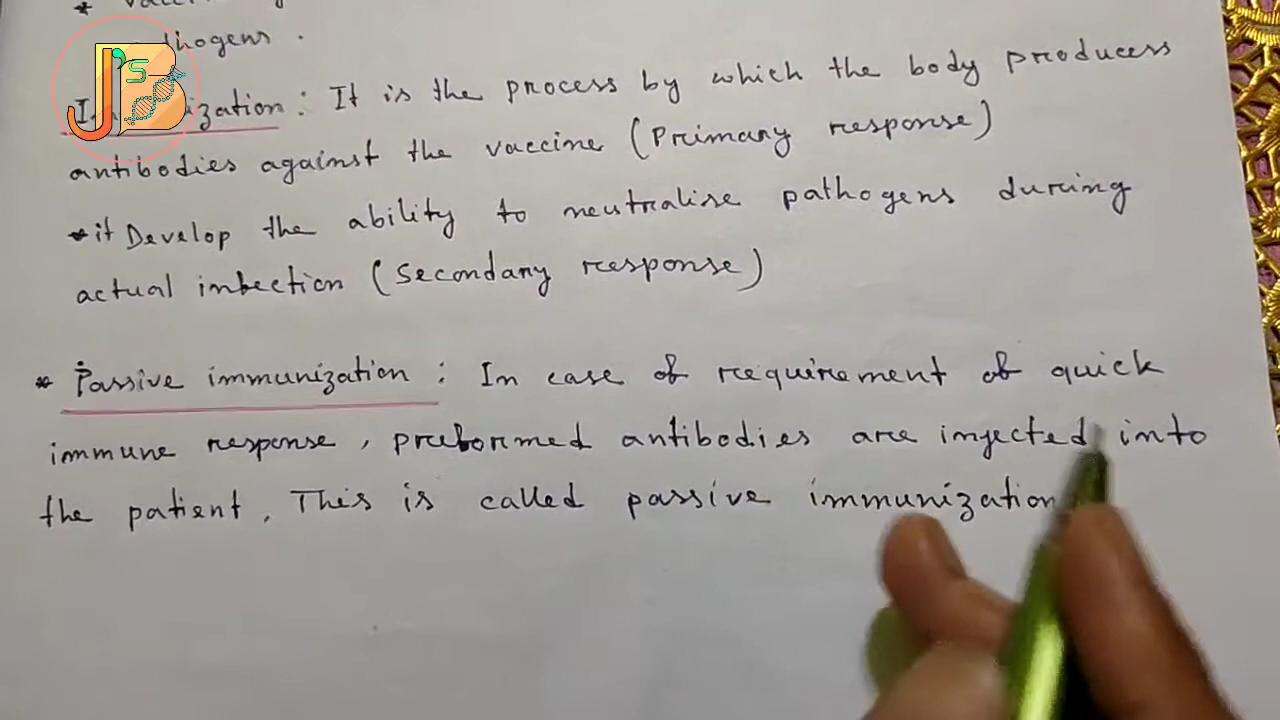 *
pathogens.
Immunization : It is the process by which the body produces
antibodies against the vaccine (Primary response)
* it Develop the ability to neutralise pathogens during
actual infection (Secondary response)
* Passive immunization : In case of requirement of quick
immune response, preformed antibodies are injected into
the patient. This is called passive immunization
J'S B